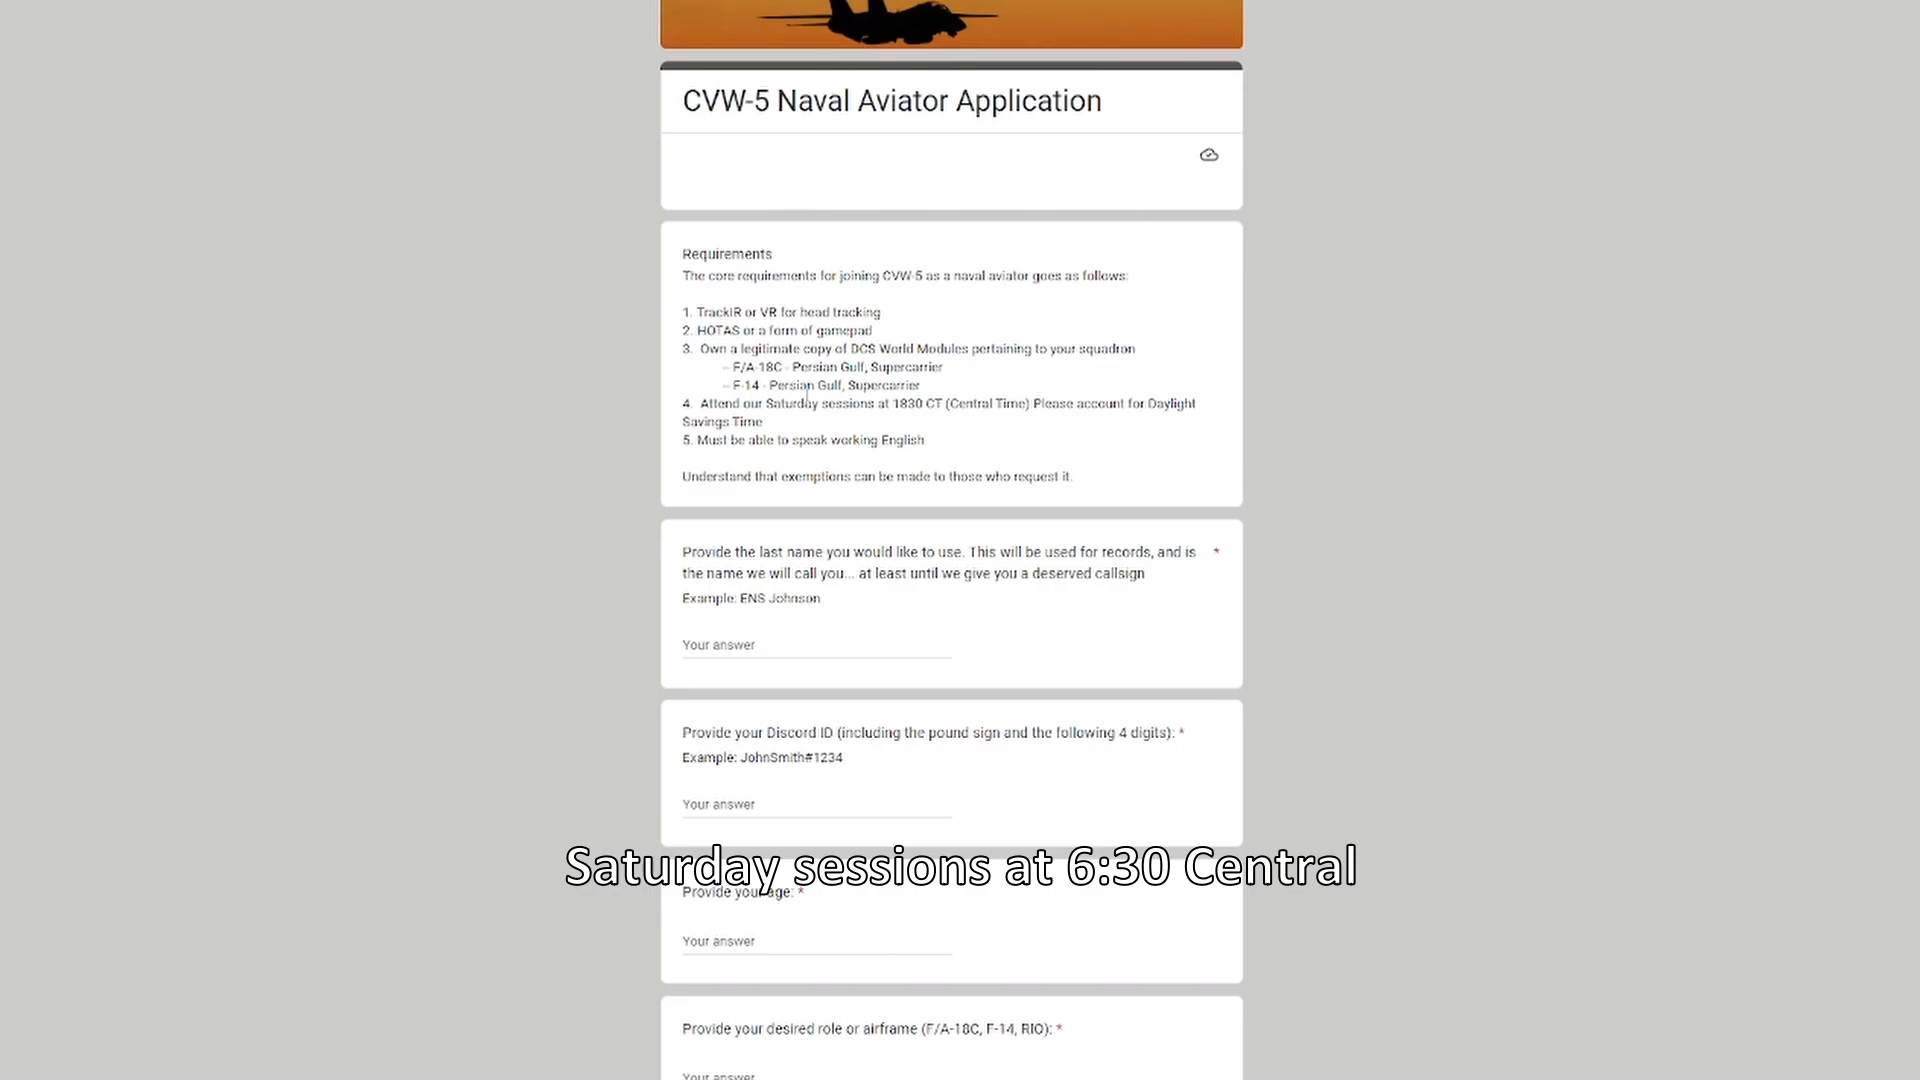 CVW-5 Naval Aviator Application
Requirements
The core requirements for joining CVW-5 as a naval aviator goes as follows:
1. TrackIR or VR for head tracking
2. HOTAS or a form of gamepad
3. Own a legitimate copy of DCS World Modules pertaining to your squadron
- F/A-18C - Persian Gulf, Supercarrier
- F-14 - Persian Gulf, Supercarrier
4. Attend our Saturday sessions at 1830 CT (Central Time) Please account for Daylight
Savings Time
5. Must be able to speak working English
Understand that exemptions can be made to those who request it.
Provide the last name you would like to use. This will be used for records, and is *
the name we will call you... at least until we give you a deserved callsign
Example: ENS Johnson
Your answer
Provide your Discord ID (including the pound sign and the following 4 digits): *
Example: JohnSmith#1234
Your answer
Saturday sessions at 6:30 Central
Provide your age: *
Your answer
Provide your desired role or airframe (F/A-18C, F-14, RIO): *
Your answer